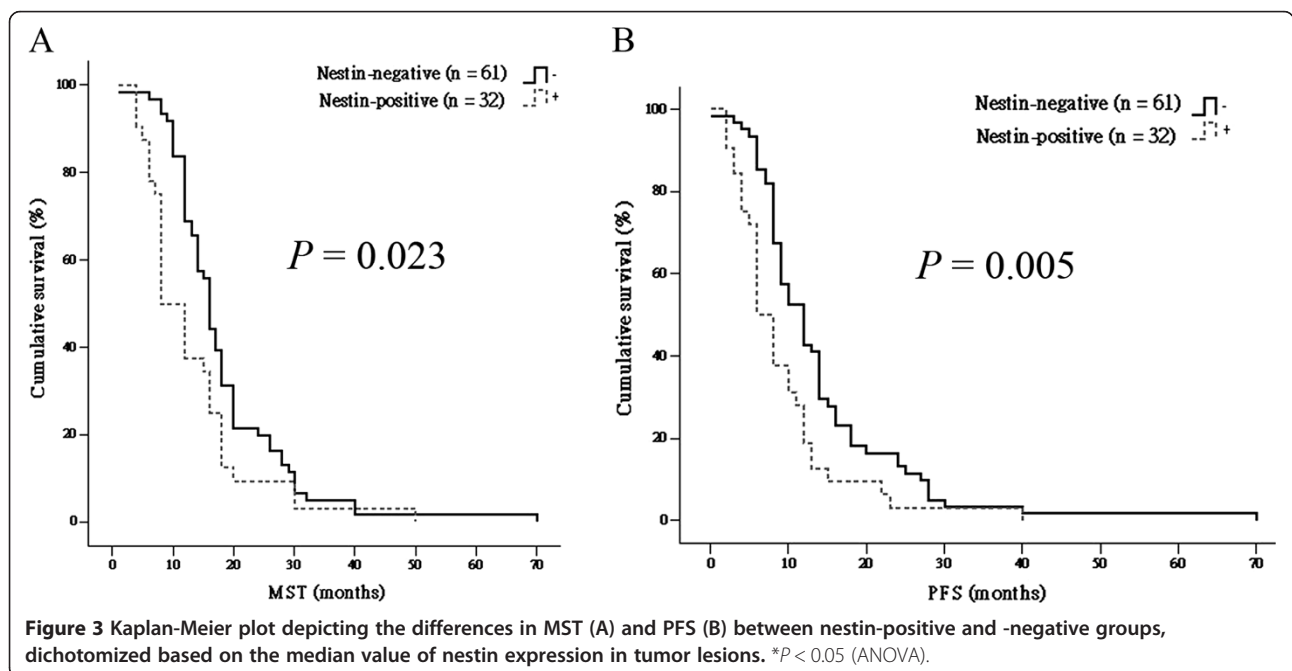 A
Nestin-negative (n = 61) -
Nestin-positive (n = 32) +
100
80
60
40
20
0
Cumulative survival (%)
P = 0.023
0 10 20 30 40 50 60 70
MST (months)
B
Nestin-negative (n = 61) -
Nestin-positive (n = 32) +
100
80
60
40
20
0
Cumulative survival (%)
P = 0.005
0 10 20 30 40 50 60 70
PFS (months)
Figure 3 Kaplan-Meier plot depicting the differences in MST (A) and PFS (B) between nestin-positive and -negative groups,
dichotomized based on the median value of nestin expression in tumor lesions. *P < 0.05 (ANOVA).